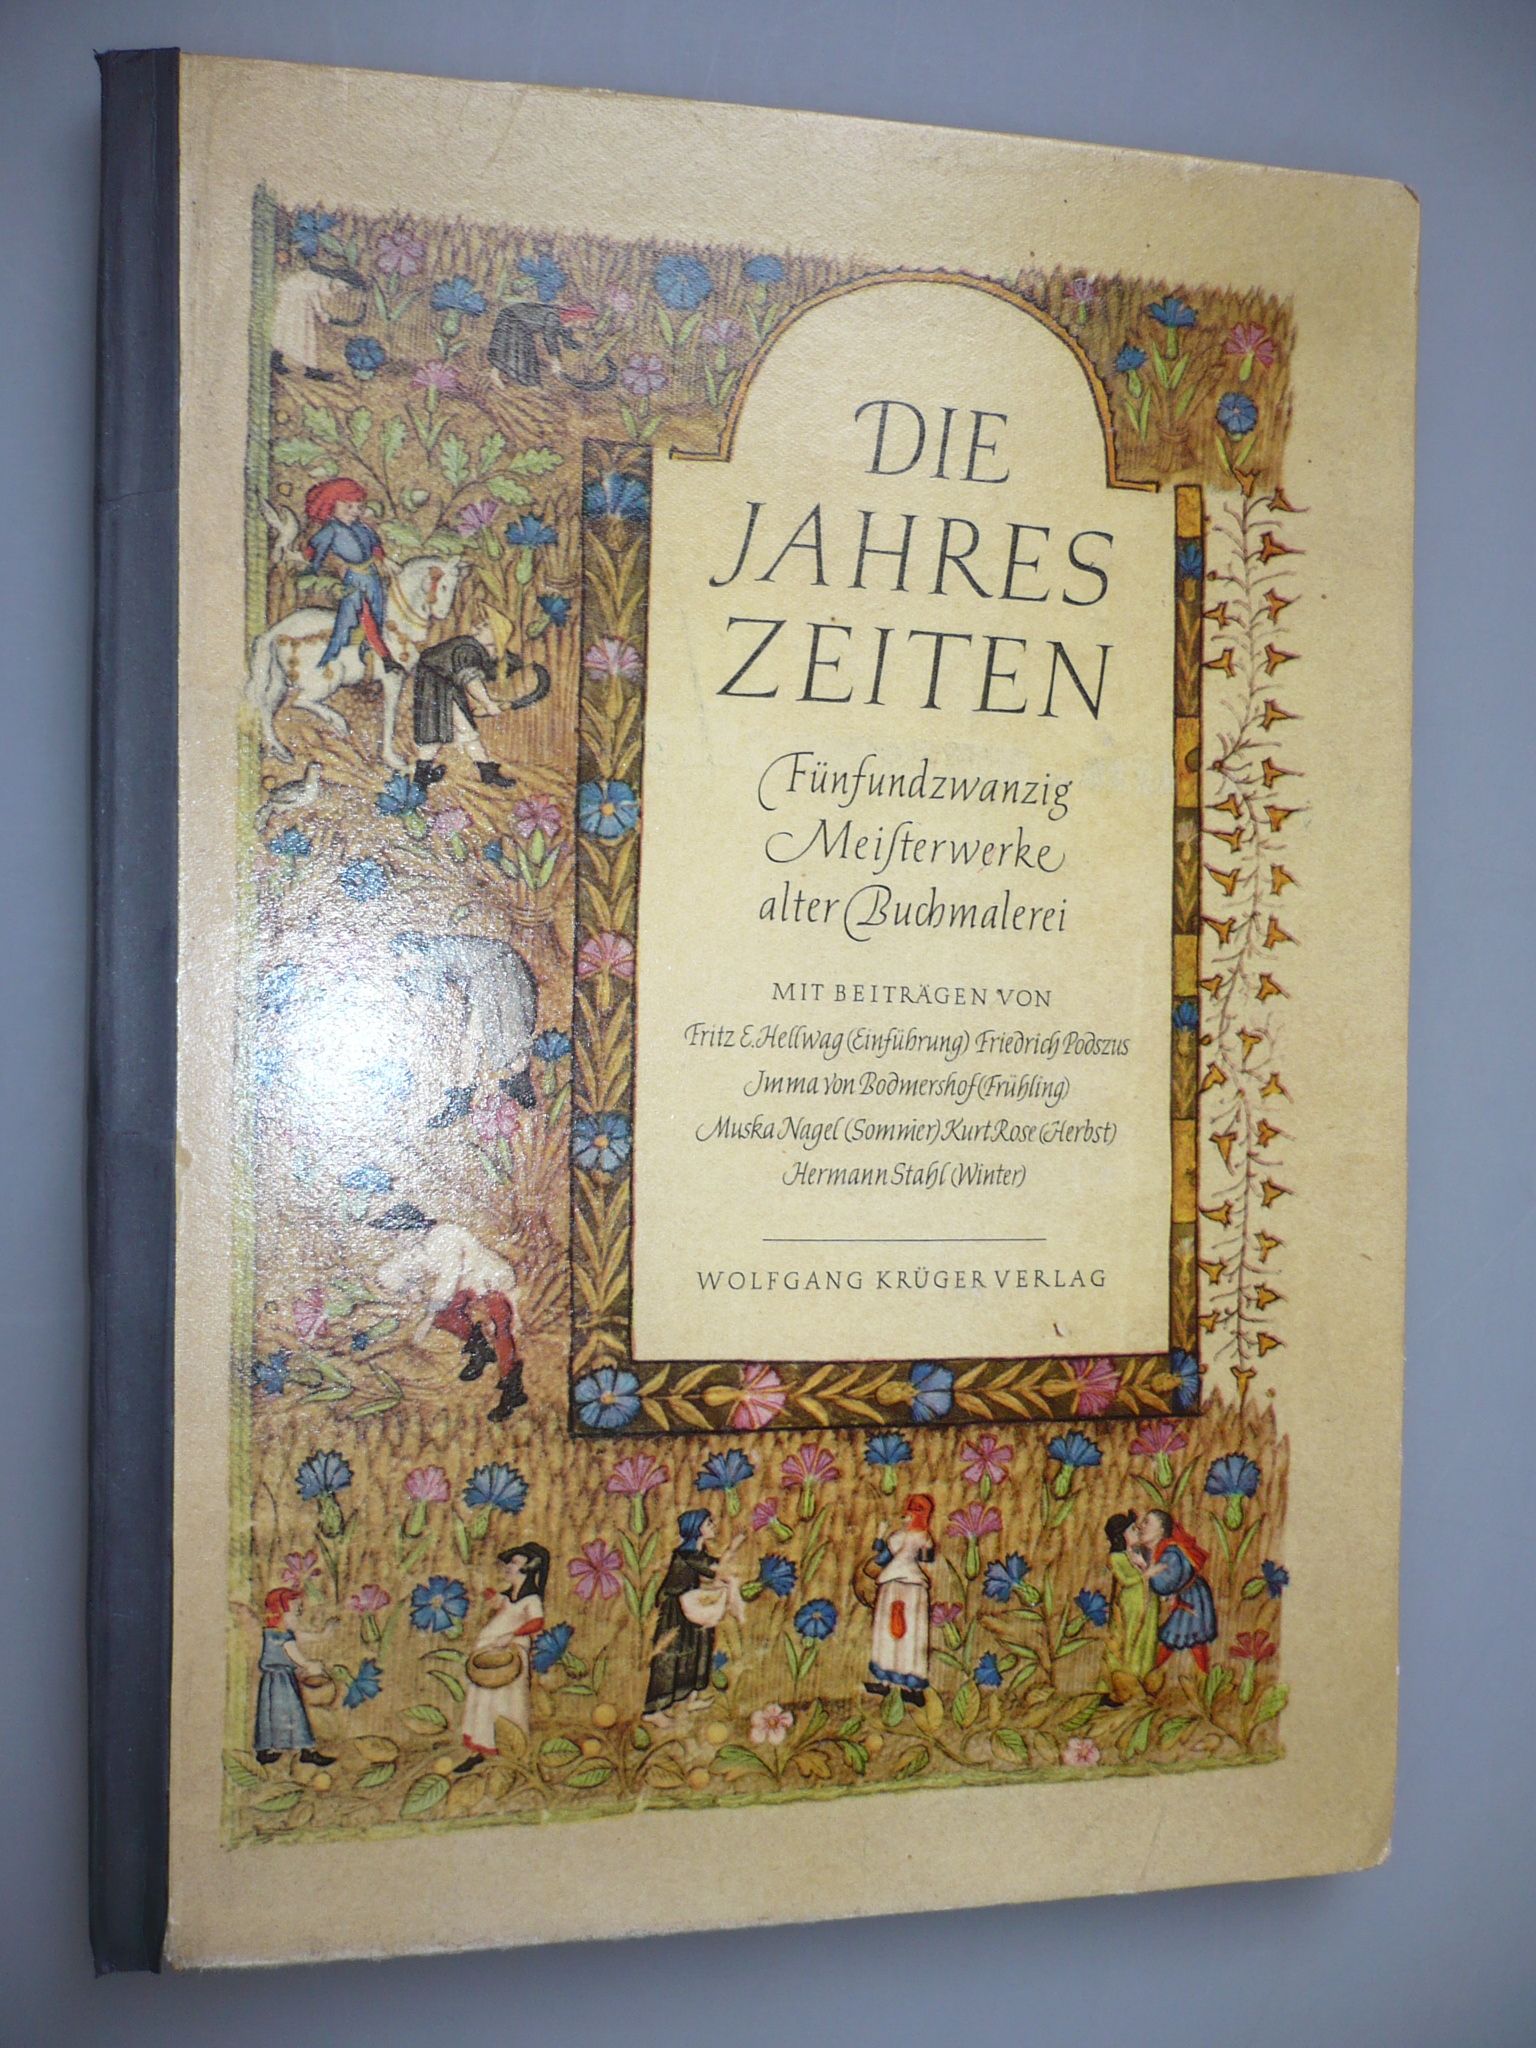 DIE
JAHRES
ZEITEN
Fünfundzwanzig
Meiſterwerke
alter Buchmalerei
MIT BEITRÄGEN VON
Fritz E. Hellwag (Einführung) Friedrich Podszus
Jmma von Bodmershof (Frühling)
Muska Nagel (Sommer) Kurt Rose (Herbst)
Hermann Stahl (Winter)
WOLFGANG KRÜGER VERLAG